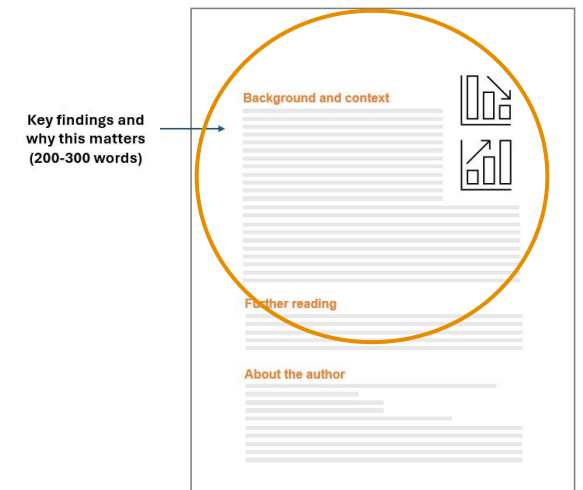 Key findings and
why this matters
(200-300 words)
Background and context
Further reading
About the author